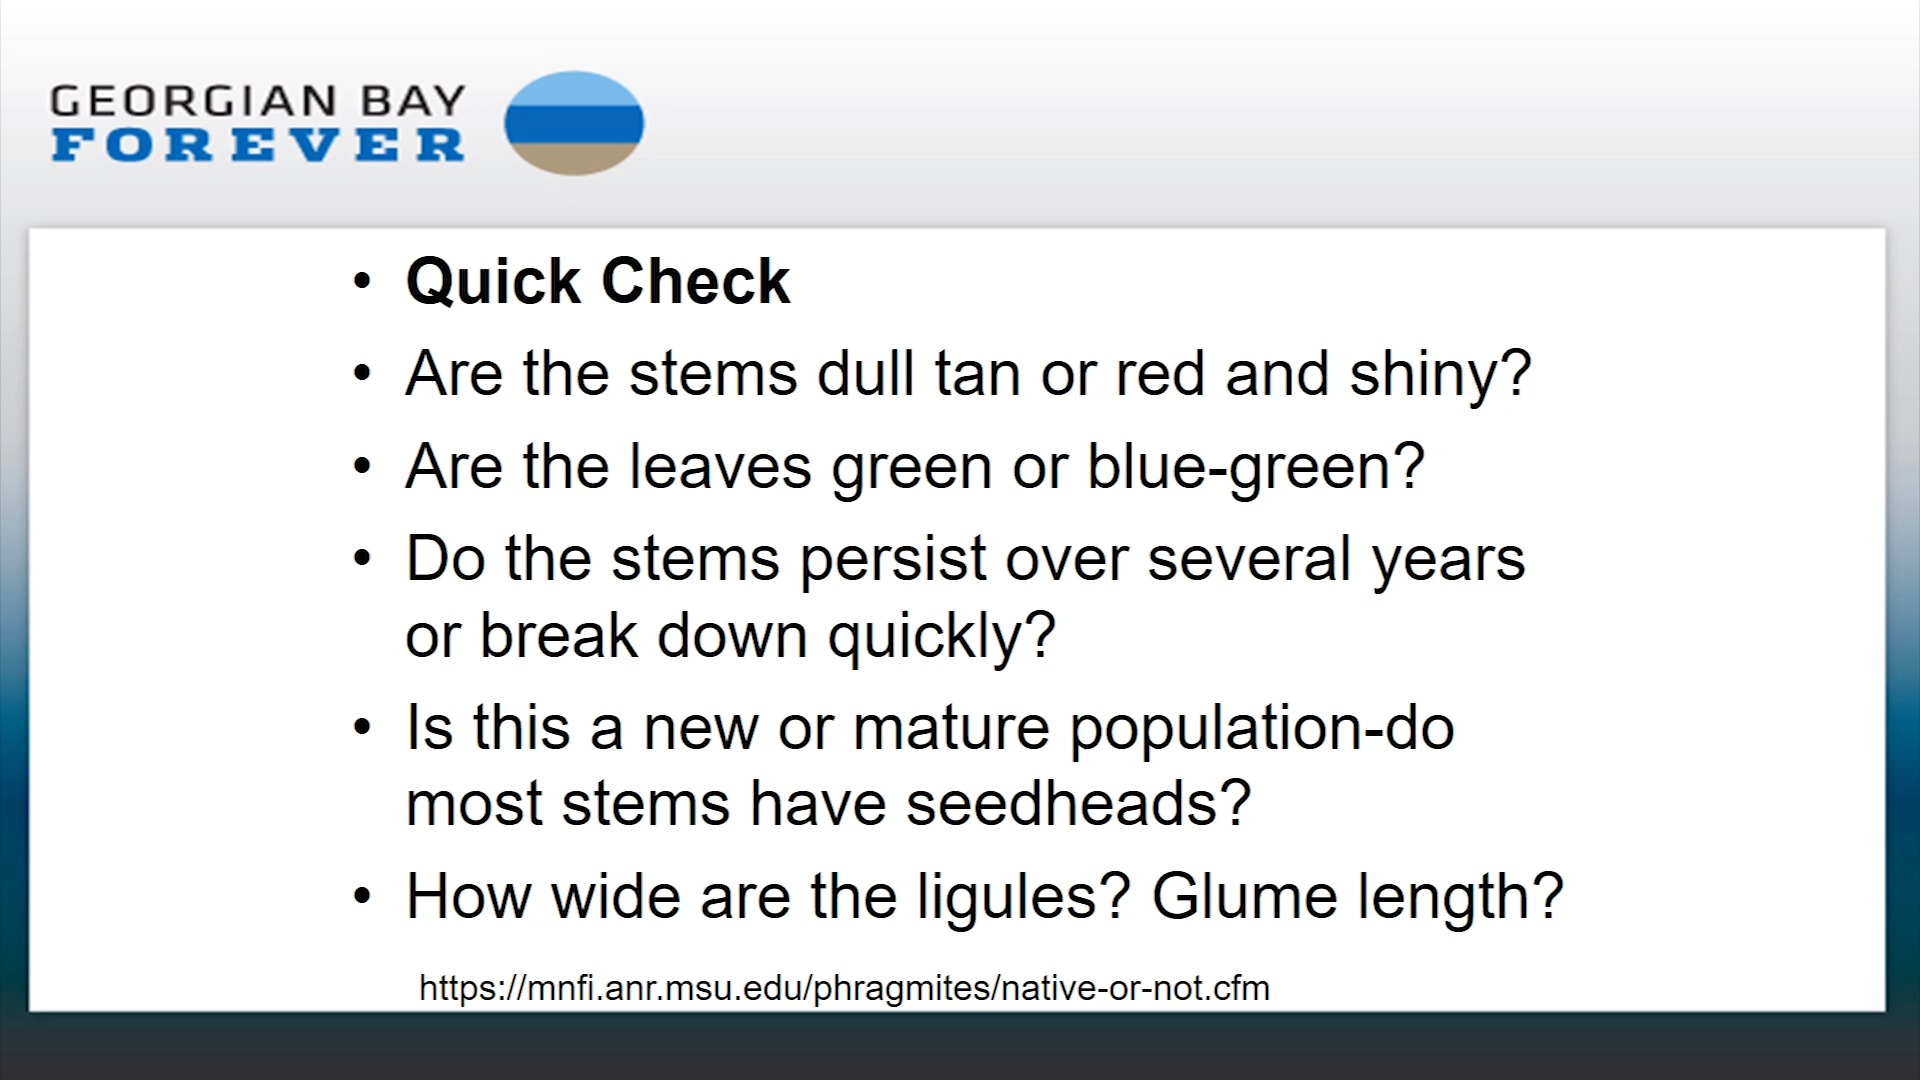 GEORGIAN BAY
FOREVER
• Quick Check
• Are the stems dull tan or red and shiny?
• Are the leaves green or blue-green?
• Do the stems persist over several years
or break down quickly?
• Is this a new or mature population-do
most stems have seedheads?
• How wide are the ligules? Glume length?
https://mnfi.anr.msu.edu/phragmites/native-or-not.cfm